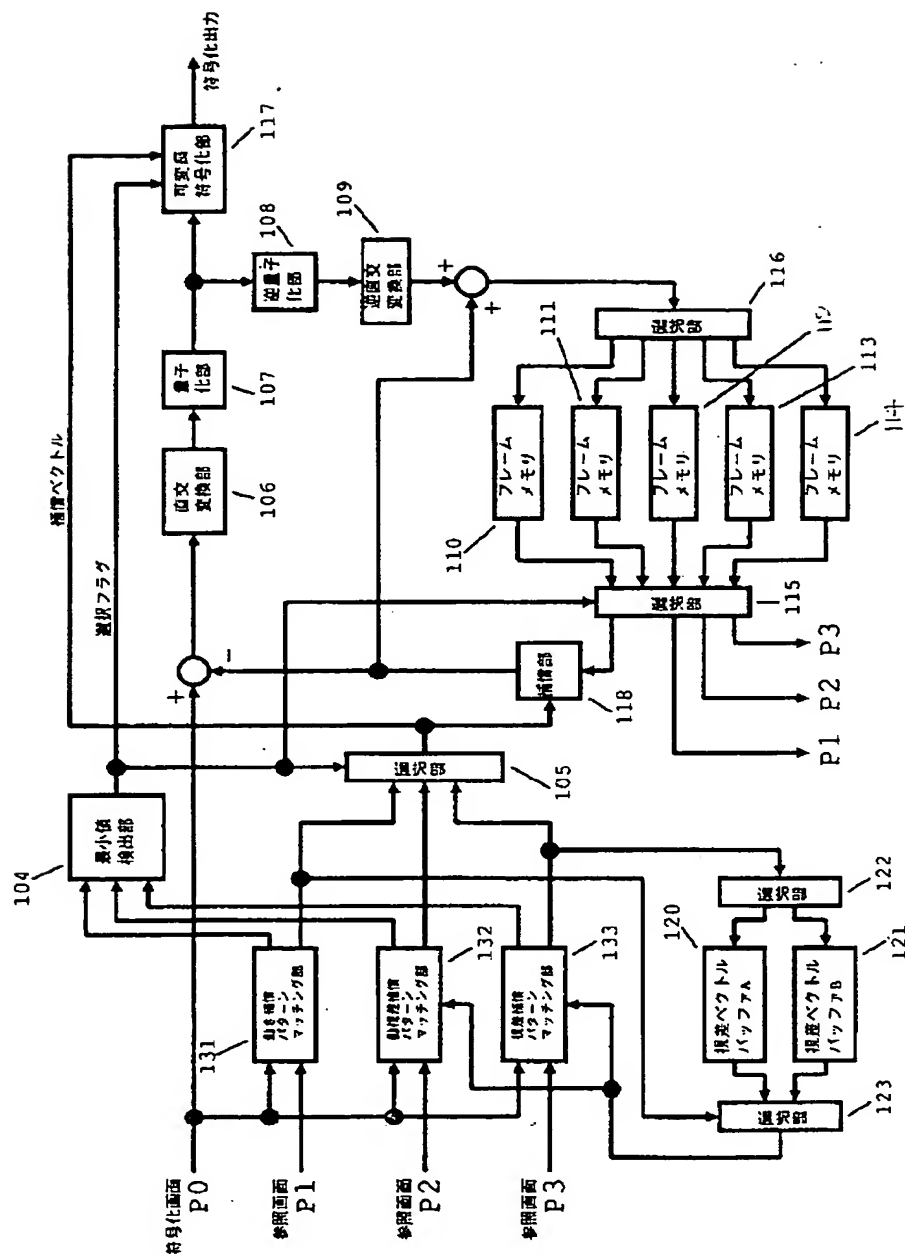 符号化画面
P0
参照画面
P1
参照画面
P2
参照画面
P3
104
最小値
検出部
131
動き補償
パターン
マッチング部
132
動視差補償
パターン
マッチング部
133
視差補償
パターン
マッチング部
105
選択部
120
視差ベクトル
バッファA
121
視差ベクトル
バッファB
122
選択部
123
選択部
補償ベクトル
選択フラグ
+
-
106
直交
変換部
107
量子
化部
108
逆量子
化部
109
逆直交
変換部
117
可変長
符号化部
符号化出力
+
+
116
選択部
110
フレーム
メモリ
111
フレーム
メモリ
112
フレーム
メモリ
113
フレーム
メモリ
114
フレーム
メモリ
115
選択部
118
補償部
P1
P2
P3